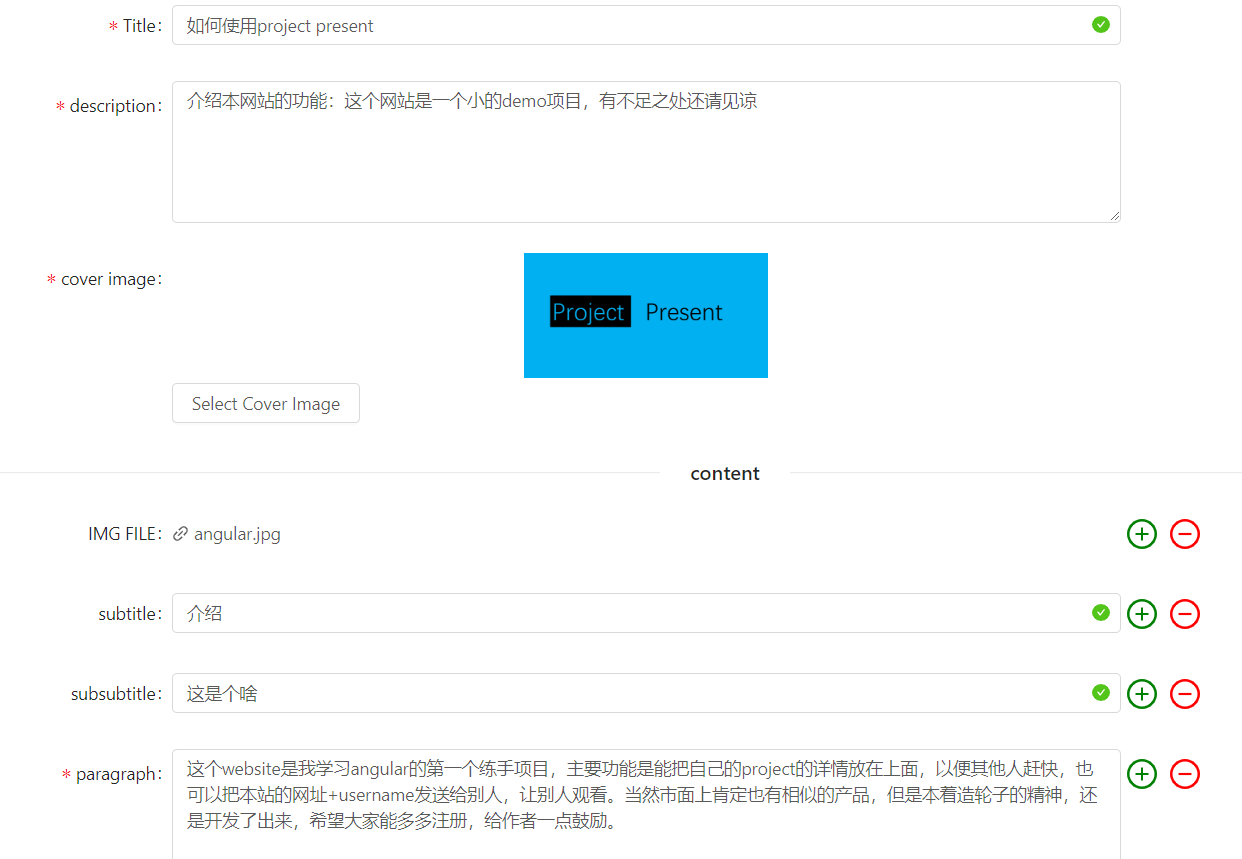 * Title: 如何使用project present
* description: 介绍本网站的功能：这个网站是一个小的demo项目，有不足之处还请见谅
* cover image:
Project Present
Select Cover Image
content
IMG FILE: angular.jpg
subtitle: 介绍
subsubtitle: 这是个啥
* paragraph: 这个website是我学习angular的第一个练手项目，主要功能是能把自己的project的详情放在上面，以便其他人赶快，也
可以把本站的网址+username发送给别人，让别人观看。当然市面上肯定也有相似的产品，但是本着造轮子的精神，还
是开发了出来，希望大家能多多注册，给作者一点鼓励。